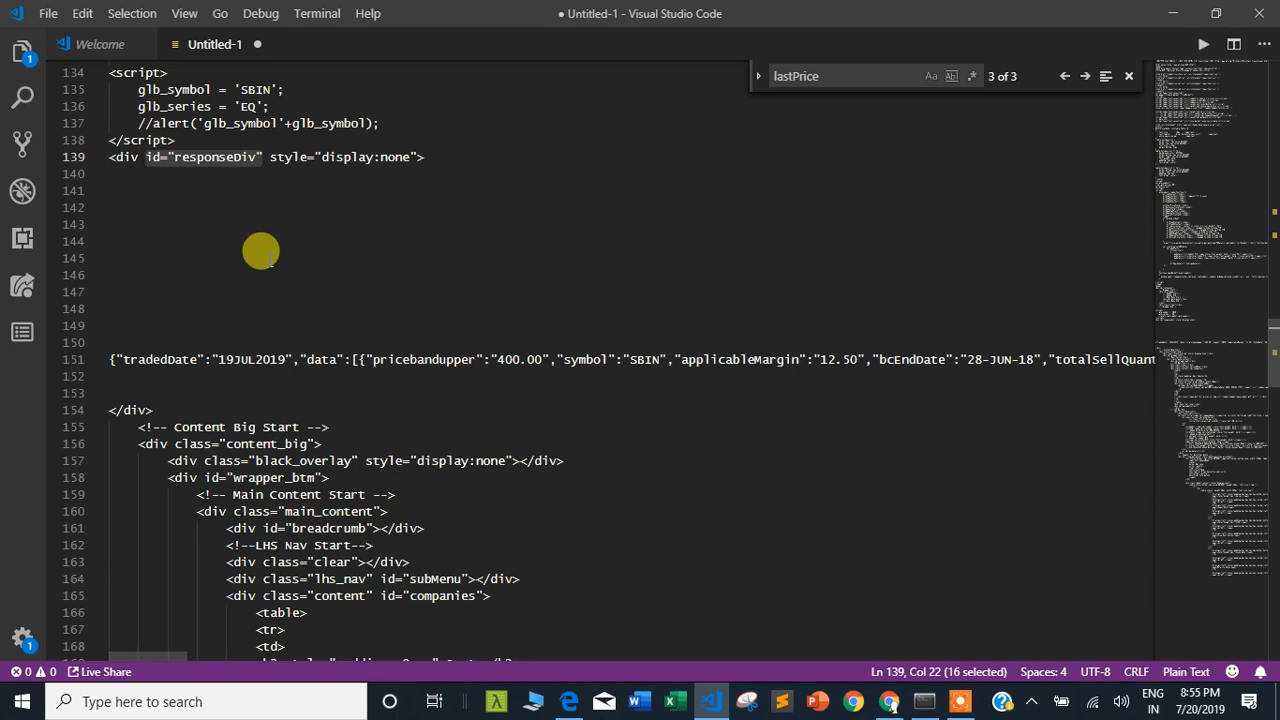 File Edit Selection View Go Debug Terminal Help
● Untitled-1 - Visual Studio Code
Welcome
Untitled-1
lastPrice
Aa
Abl
.*
3 of 3
134 <script>
135 glb_symbol = 'SBIN';
136 glb_series = 'EQ';
137 //alert('glb_symbol'+glb_symbol);
138 </script>
139 <div id="responseDiv" style="display:none">
140
141
142
143
144
145
146
147
148
149
150
151 {"tradedDate":"19JUL2019","data":[{"pricebandupper":"400.00","symbol":"SBIN","applicableMargin":"12.50","bcEndDate":"28-JUN-18","totalSellQuant
152
153
154 </div>
155 <!-- Content Big Start -->
156 <div class="content_big">
157 <div class="black_overlay" style="display:none"></div>
158 <div id="wrapper_btm">
159 <!-- Main Content Start -->
160 <div class="main_content">
161 <div id="breadcrumb"></div>
162 <!--LHS Nav Start-->
163 <div class="clear"></div>
164 <div class="lhs_nav" id="subMenu"></div>
165 <div class="content" id="companies">
166 <table>
167 <tr>
168 <td>
1
1
0 0 Live Share
Ln 139, Col 22 (16 selected) Spaces: 4 UTF-8 CRLF Plain Text
Type here to search
ENG
IN
8:55 PM
7/20/2019